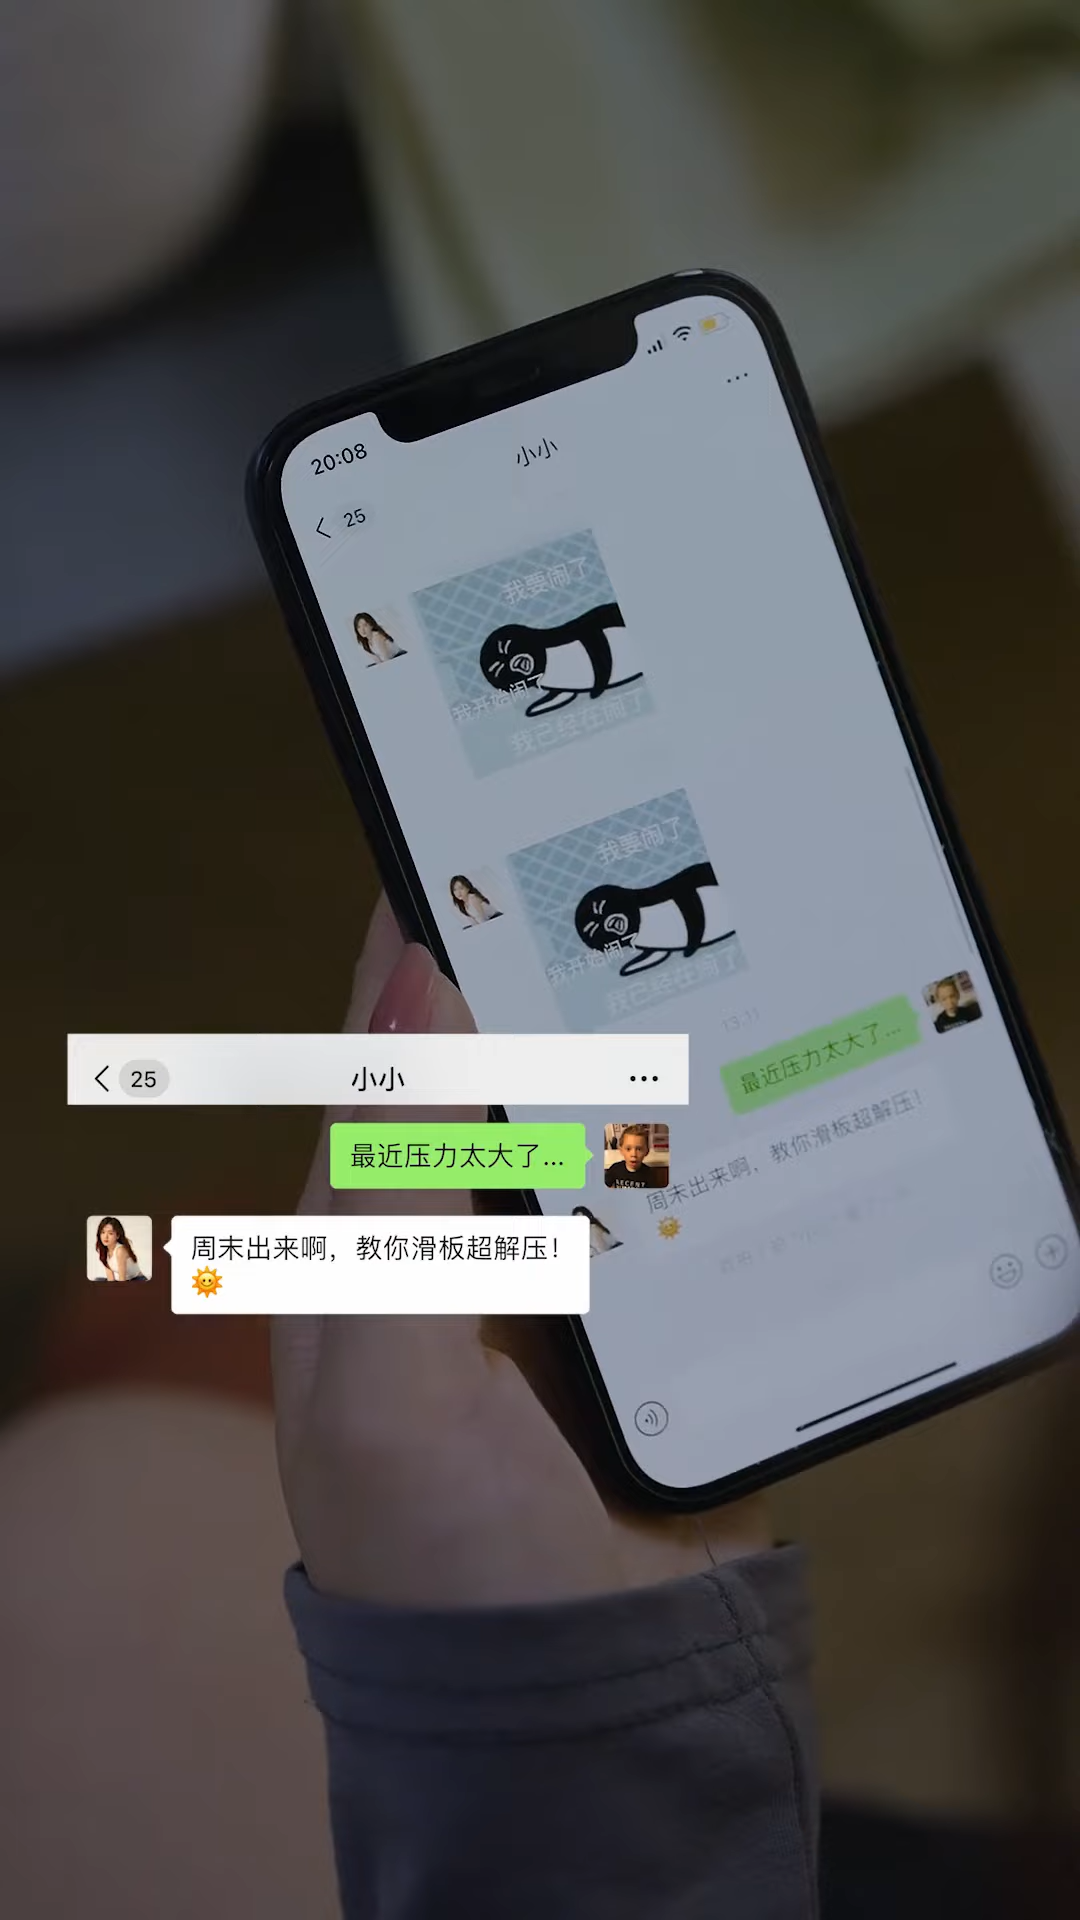 20:08
小小
25
我要闹了
我开始闹了
我已经在闹了
我要闹了
我开始闹了
我已经在闹了
最近压力太大了...
周末出来啊，教你滑板超解压！
🌞
25
小小
最近压力太大了...
周末出来啊，教你滑板超解压！
🌞